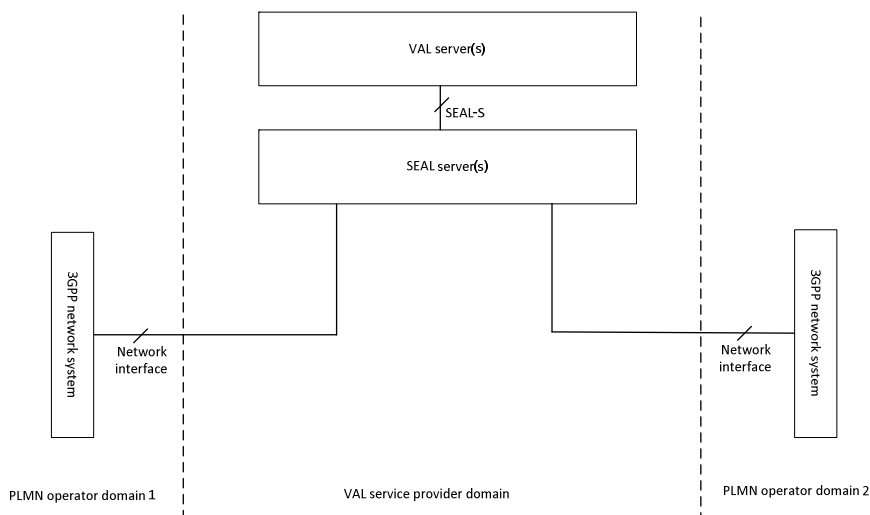 VAL server(s)
SEAL-S
SEAL server(s)
3GPP network system
3GPP network system
Network
interface
Network
interface
PLMN operator domain 1
VAL service provider domain
PLMN operator domain 2